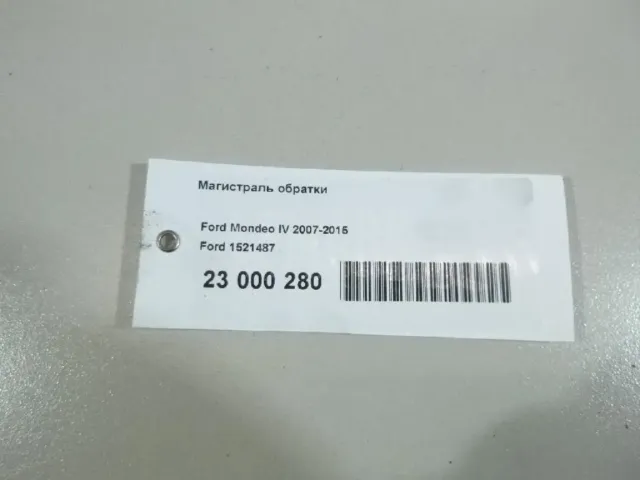 Магистраль обратки
Ford Mondeo IV 2007-2015
Ford 1521487
23 000 280